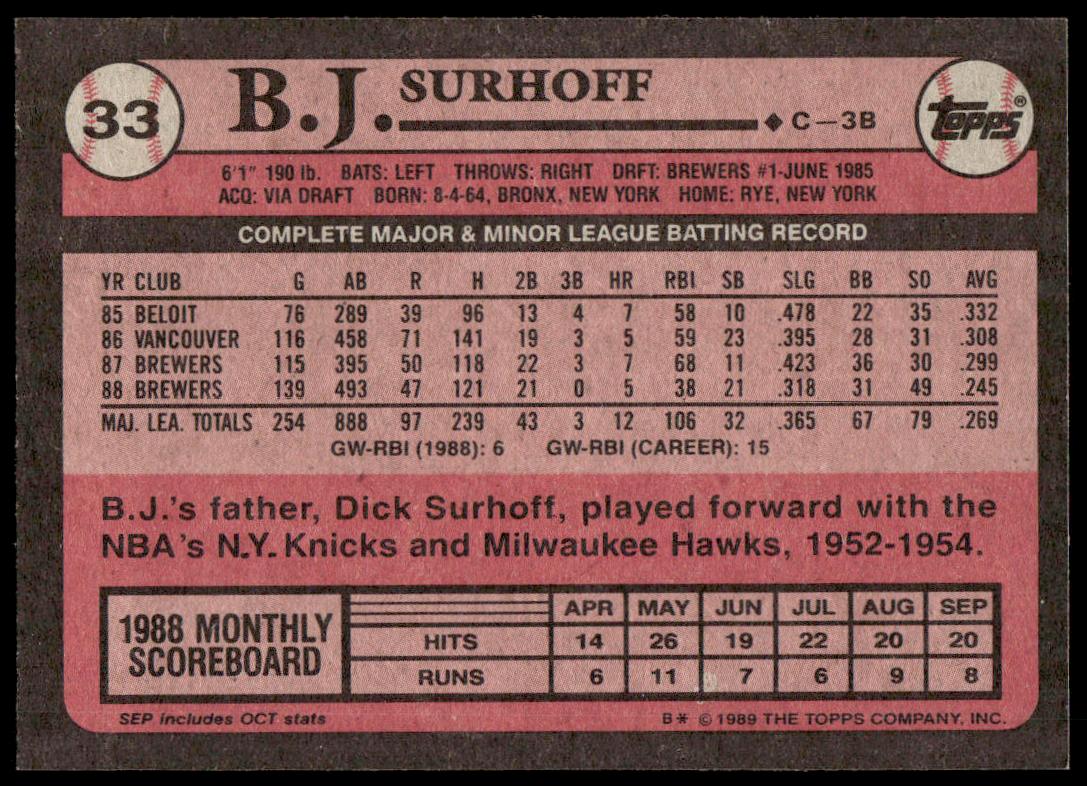 33
B.J. SURHOFF
◆ C—3B
TOPPS®
6'1" 190 lb. BATS: LEFT THROWS: RIGHT DRFT: BREWERS #1-JUNE 1985
ACQ: VIA DRAFT BORN: 8-4-64, BRONX, NEW YORK HOME: RYE, NEW YORK
COMPLETE MAJOR & MINOR LEAGUE BATTING RECORD
YR CLUB G AB R H 2B 3B HR RBI SB SLG BB SO AVG
85 BELOIT 76 289 39 96 13 4 7 58 10 .478 22 35 .332
86 VANCOUVER 116 458 71 141 19 3 5 59 23 .395 28 31 .308
87 BREWERS 115 395 50 118 22 3 7 68 11 .423 36 30 .299
88 BREWERS 139 493 47 121 21 0 5 38 21 .318 31 49 .245
MAJ. LEA. TOTALS 254 888 97 239 43 3 12 106 32 .365 67 79 .269
GW-RBI (1988): 6 GW-RBI (CAREER): 15
B.J.'s father, Dick Surhoff, played forward with the
NBA's N.Y. Knicks and Milwaukee Hawks, 1952-1954.
1988 MONTHLY
SCOREBOARD
APR MAY JUN JUL AUG SEP
HITS 14 26 19 22 20 20
RUNS 6 11 7 6 9 8
SEP includes OCT stats
B* © 1989 THE TOPPS COMPANY, INC.